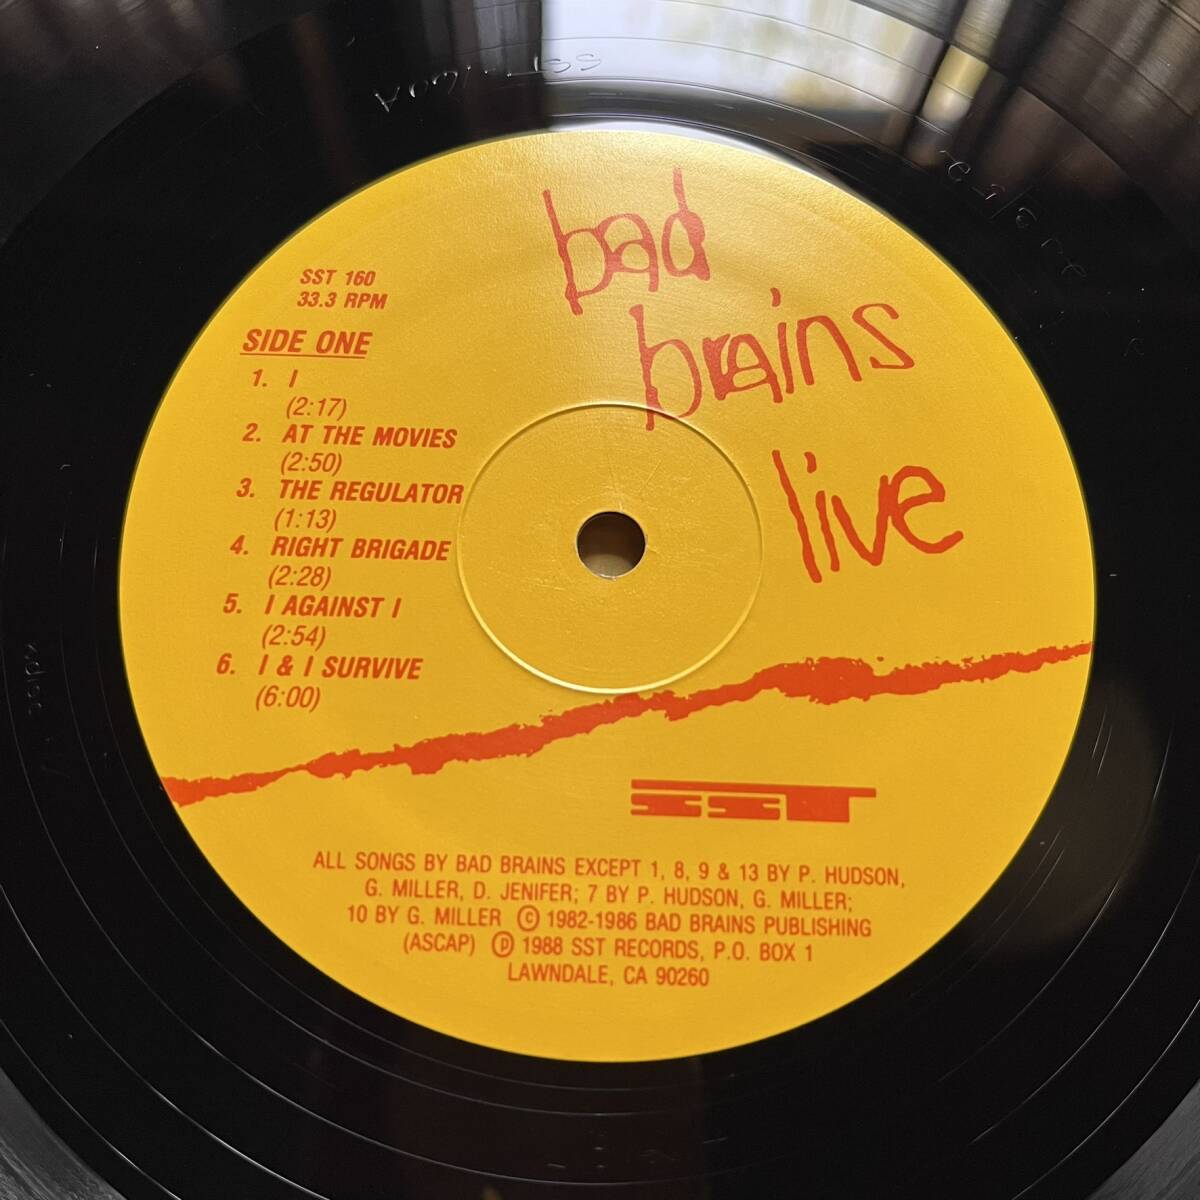 bad
brains
live
SST 160
33.3 RPM
SIDE ONE
1. I
(2:17)
2. AT THE MOVIES
(2:50)
3. THE REGULATOR
(1:13)
4. RIGHT BRIGADE
(2:28)
5. I AGAINST I
(2:54)
6. I & I SURVIVE
(6:00)
SST
ALL SONGS BY BAD BRAINS EXCEPT 1, 8, 9 & 13 BY P. HUDSON,
G. MILLER, D. JENIFER; 7 BY P. HUDSON, G. MILLER;
10 BY G. MILLER © 1982-1986 BAD BRAINS PUBLISHING
(ASCAP) ℗ 1988 SST RECORDS, P.O. BOX 1
LAWNDALE, CA 90260